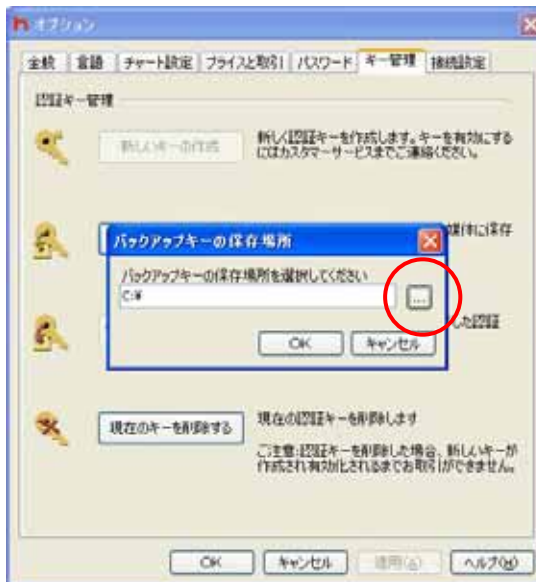 オプション
全般 言語 チャート設定 プライスと取引 パスワード キー管理 接続設定
認証キー管理
新しいキーの作成
新しく認証キーを作成します。キーを有効にする
にはカスタマーサービスまでご連絡ください。
バックアップキーの保存場所
媒体に保存
バックアップキーの保存場所を選択してください
C:¥
...
した認証
OK キャンセル
現在のキーを削除する
現在の認証キーを削除します
ご注意:認証キーを削除した場合、新しいキーが
作成され有効化されるまでお取引ができません。
OK キャンセル 適用(A) ヘルプ(H)